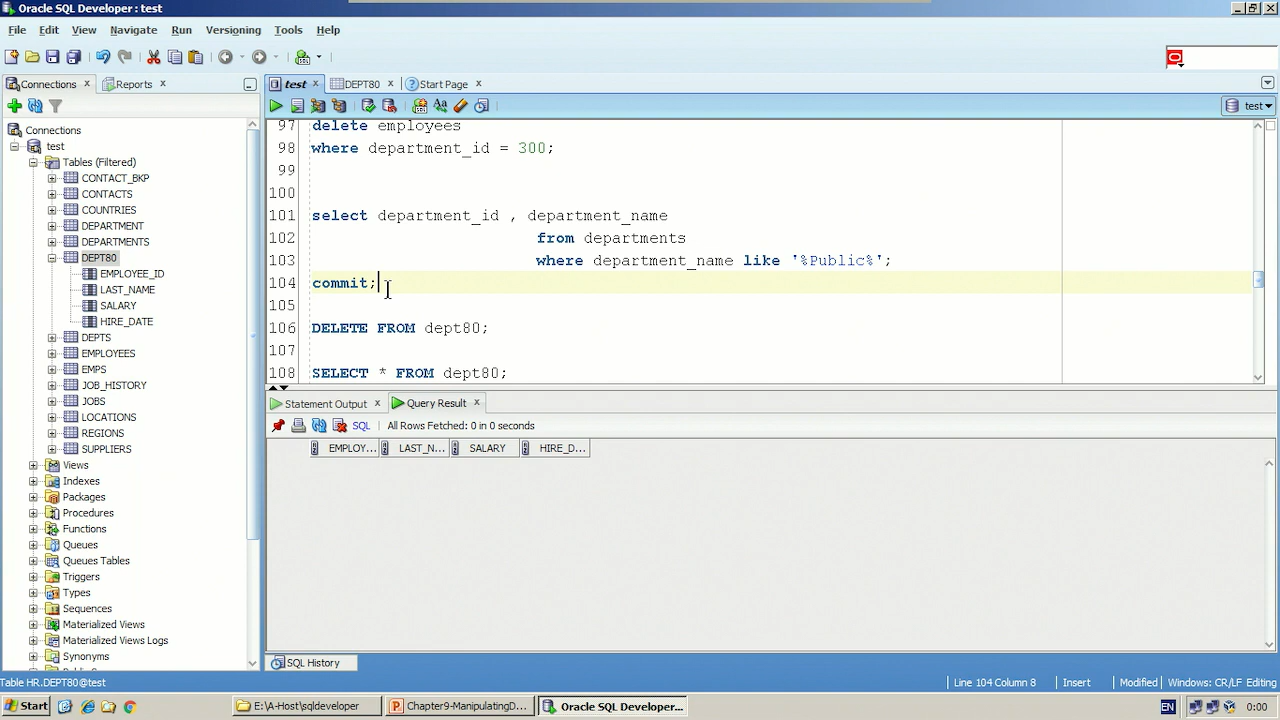 Oracle SQL Developer : test
File Edit View Navigate Run Versioning Tools Help
Connections Reports test DEPT80 Start Page
test
Connections
test
Tables (Filtered)
CONTACT_BKP
CONTACTS
COUNTRIES
DEPARTMENT
DEPARTMENTS
DEPT80
EMPLOYEE_ID
LAST_NAME
SALARY
HIRE_DATE
DEPTS
EMPLOYEES
EMPS
JOB_HISTORY
JOBS
LOCATIONS
REGIONS
SUPPLIERS
Views
Indexes
Packages
Procedures
Functions
Queues
Queues Tables
Triggers
Types
Sequences
Materialized Views
Materialized Views Logs
Synonyms
97 delete employees
98 where department_id = 300;
99
100
101 select department_id , department_name
102 from departments
103 where department_name like '%Public%';
104 commit;
105
106 DELETE FROM dept80;
107
108 SELECT * FROM dept80;
Statement Output Query Result
SQL All Rows Fetched: 0 in 0 seconds
EMPLOY... LAST_N... SALARY HIRE_D...
SQL History
Table HR.DEPT80@test Line 104 Column 8 Insert Modified Windows: CR/LF Editing
Start E:\A-Host\sqldeveloper Chapter9-ManipulatingD... Oracle SQL Developer... EN 0:00